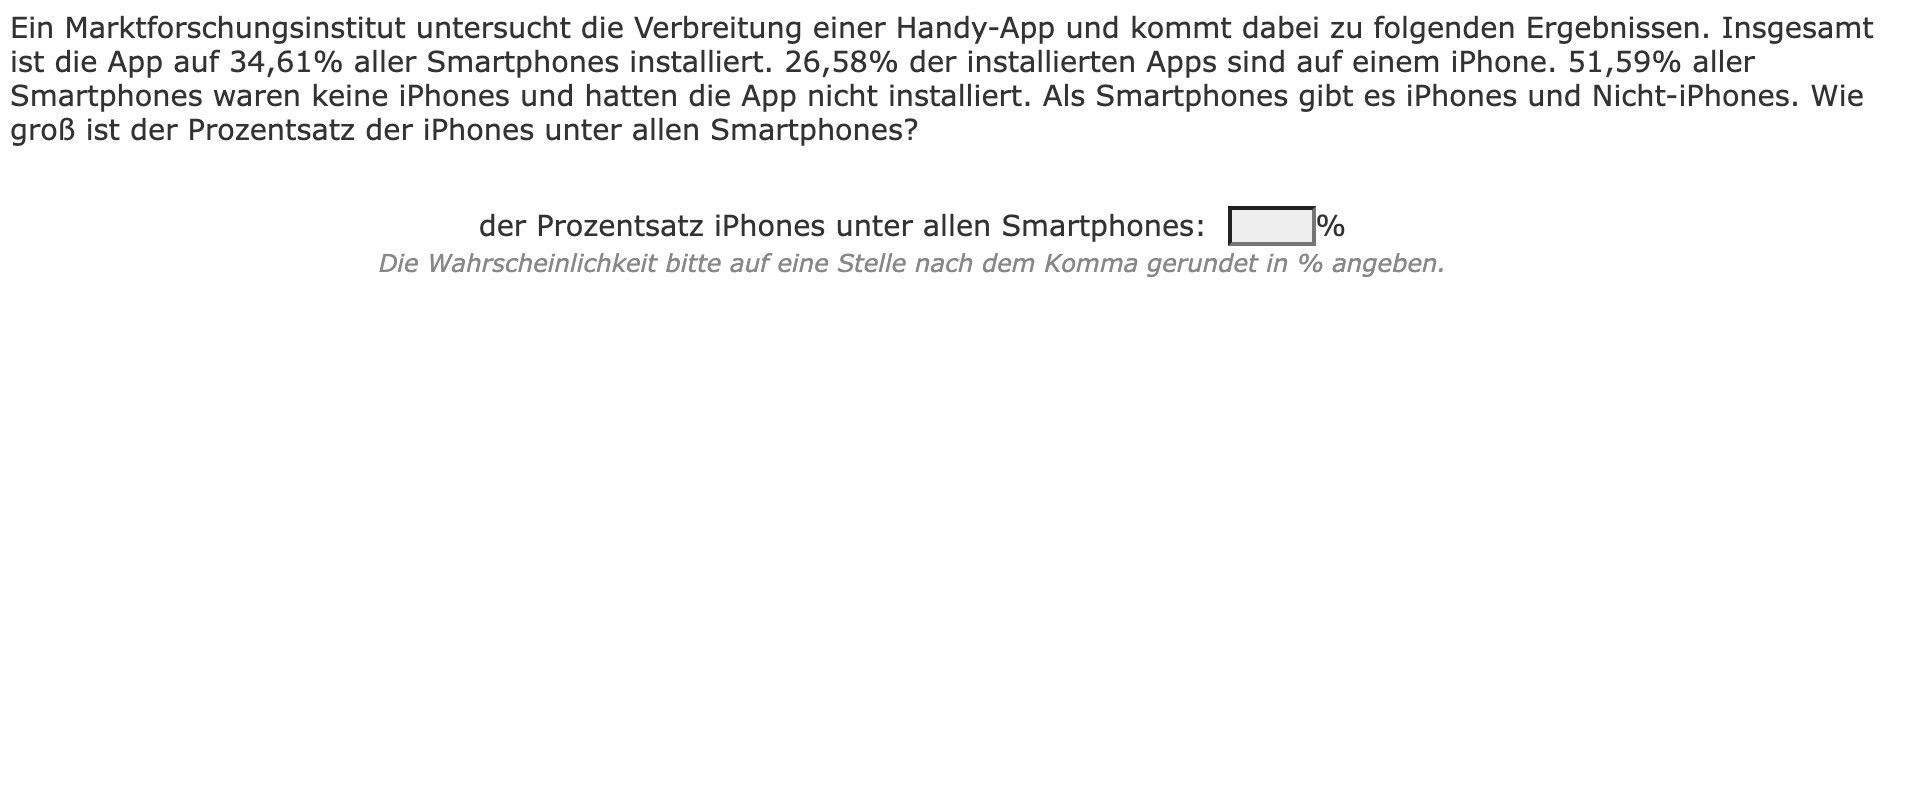 Ein Marktforschungsinstitut untersucht die Verbreitung einer Handy-App und kommt dabei zu folgenden Ergebnissen. Insgesamt
ist die App auf 34,61% aller Smartphones installiert. 26,58% der installierten Apps sind auf einem iPhone. 51,59% aller
Smartphones waren keine iPhones und hatten die App nicht installiert. Als Smartphones gibt es iPhones und Nicht-iPhones. Wie
groß ist der Prozentsatz der iPhones unter allen Smartphones?
der Prozentsatz iPhones unter allen Smartphones: %
Die Wahrscheinlichkeit bitte auf eine Stelle nach dem Komma gerundet in % angeben.